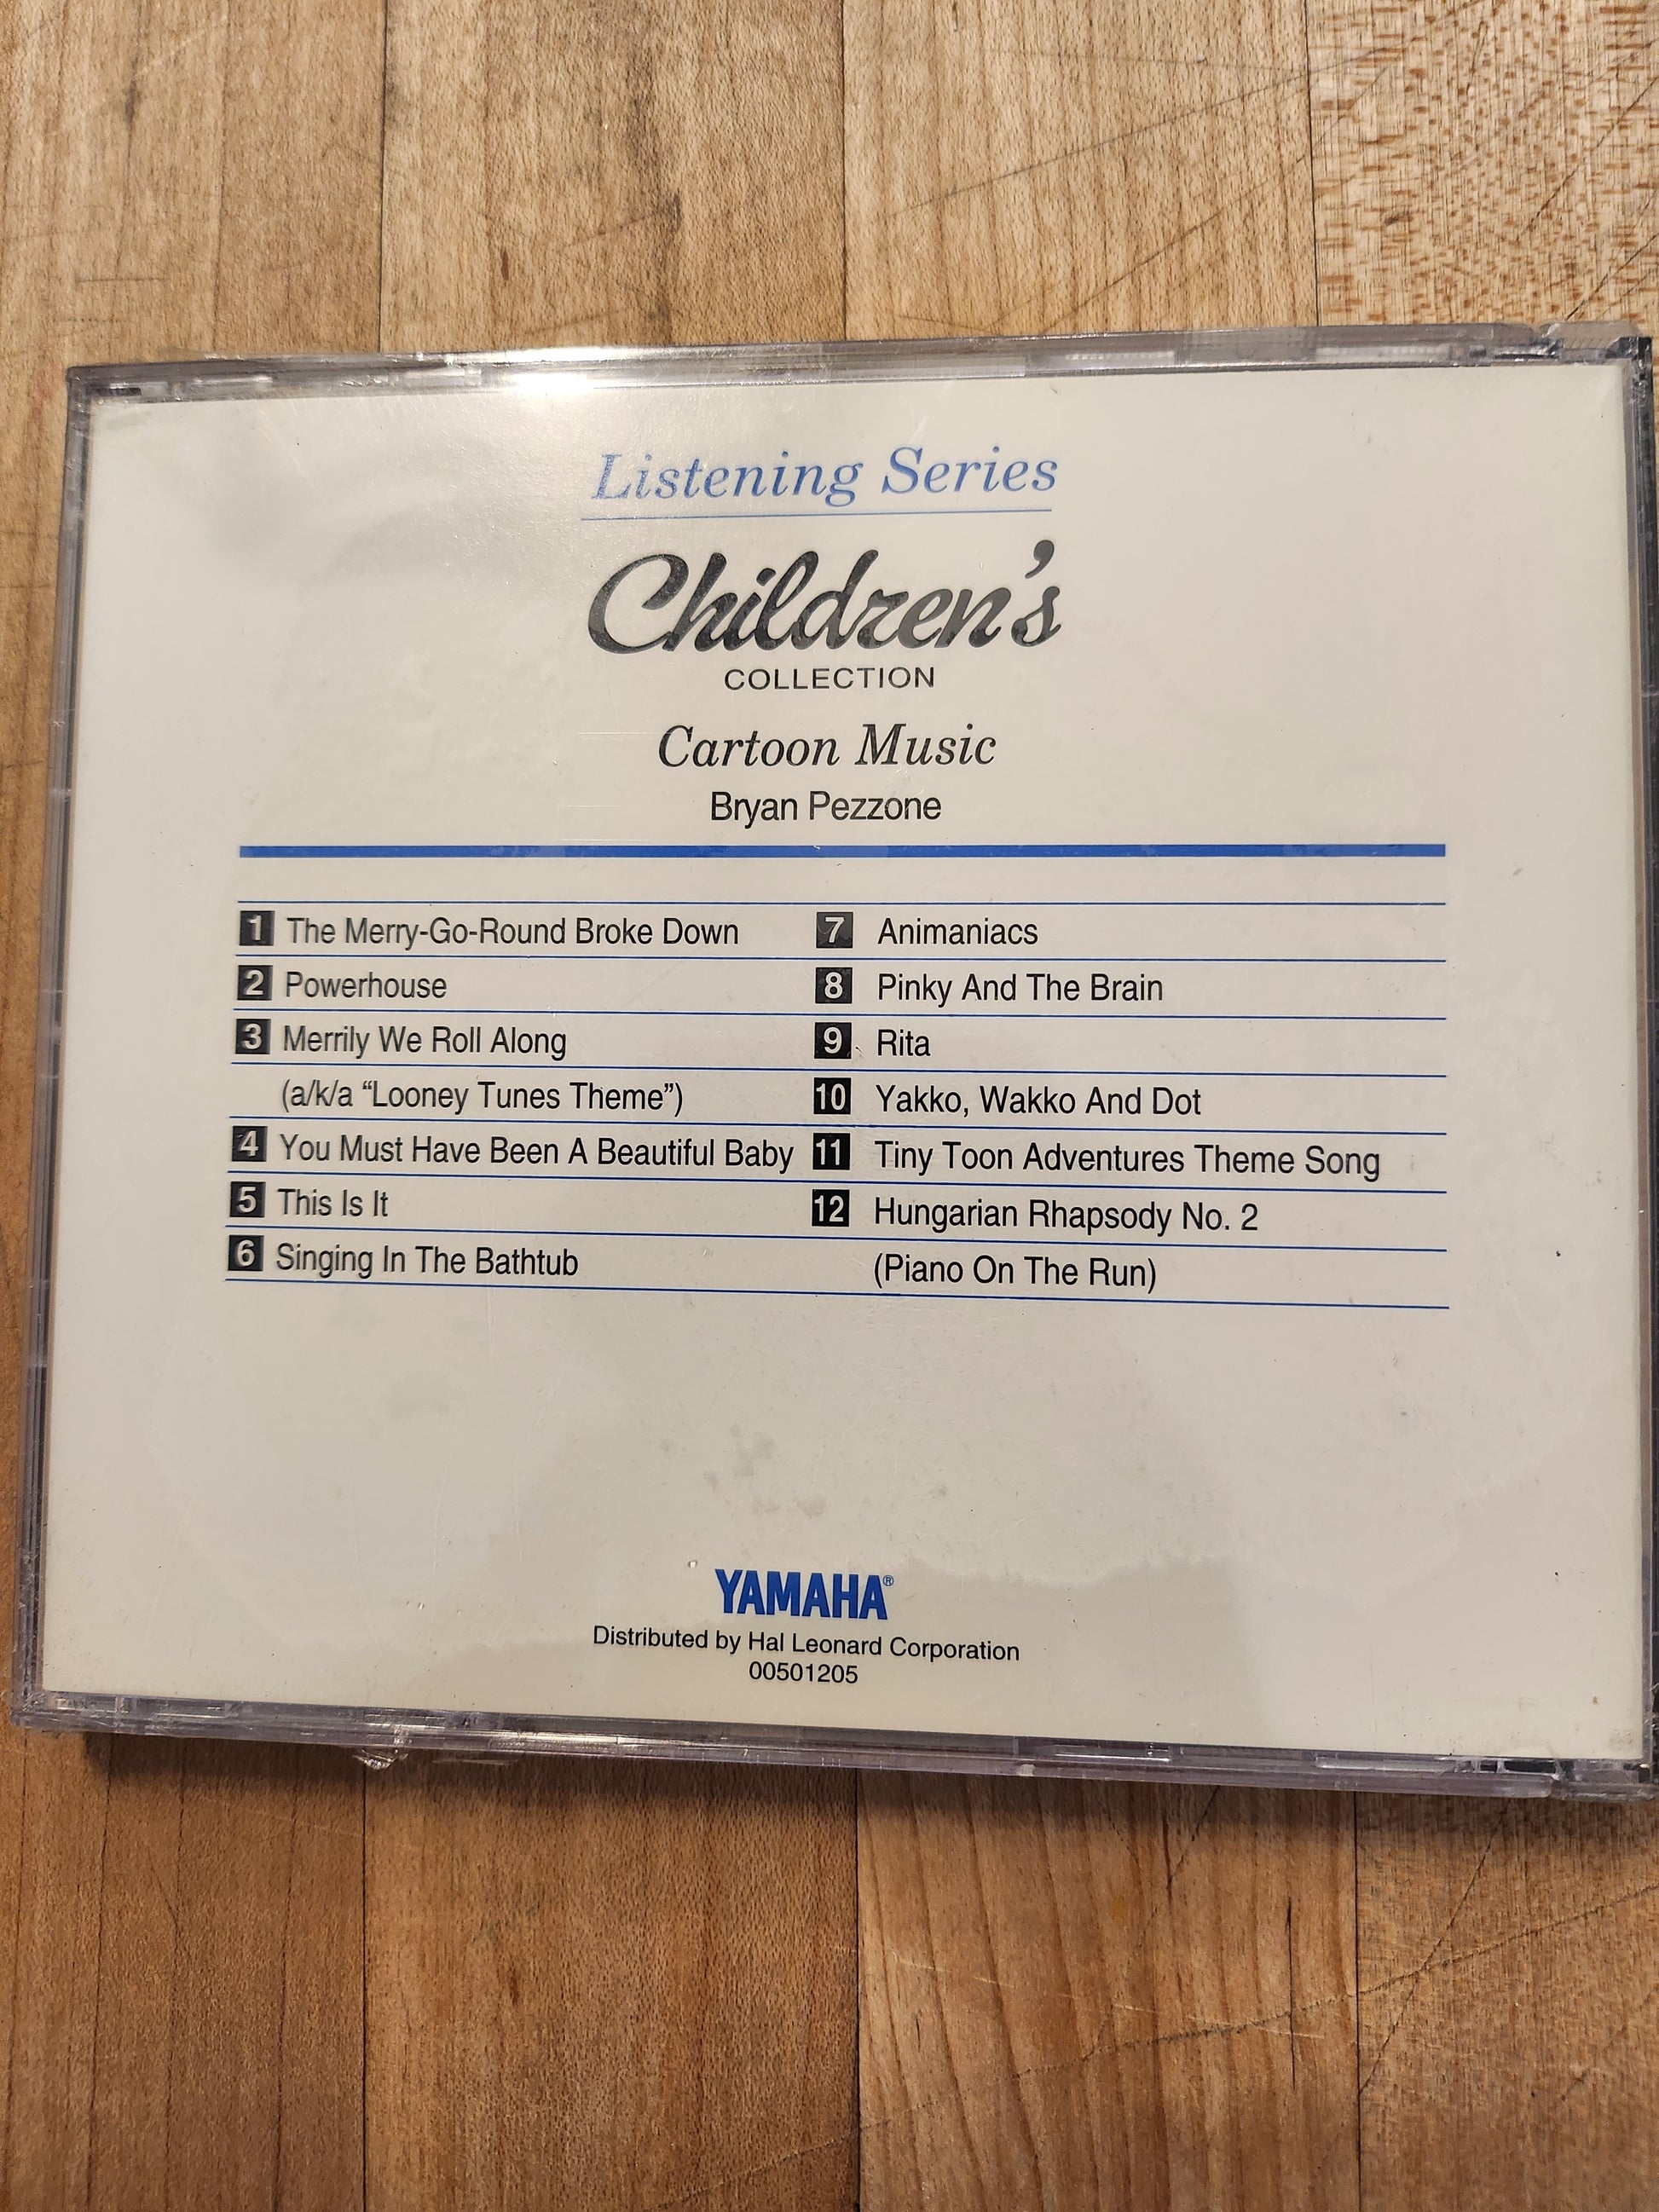 Listening Series
Children's
COLLECTION
Cartoon Music
Bryan Pezzone
1 The Merry-Go-Round Broke Down
2 Powerhouse
3 Merrily We Roll Along
(a/k/a “Looney Tunes Theme”)
4 You Must Have Been A Beautiful Baby
5 This Is It
6 Singing In The Bathtub
7 Animaniacs
8 Pinky And The Brain
9 Rita
10 Yakko, Wakko And Dot
11 Tiny Toon Adventures Theme Song
12 Hungarian Rhapsody No. 2
(Piano On The Run)
YAMAHA®
Distributed by Hal Leonard Corporation
00501205